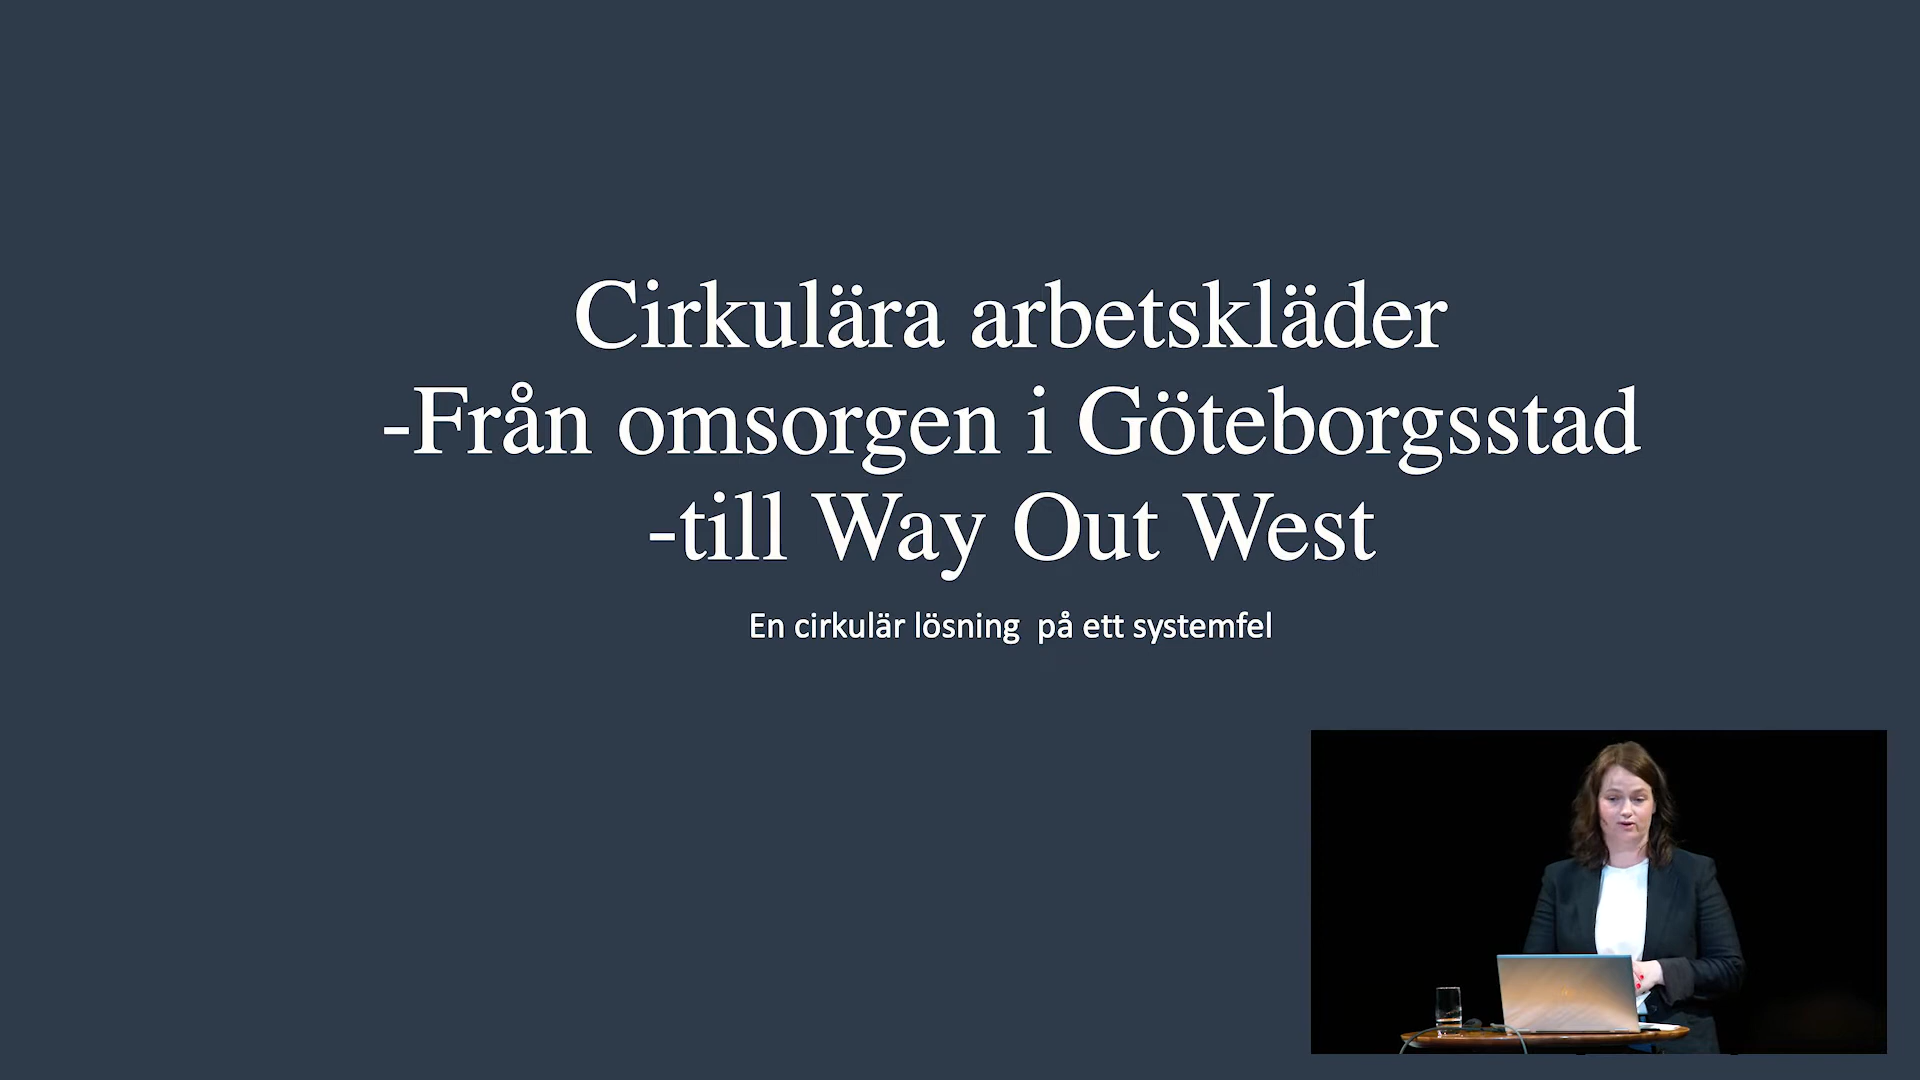 Cirkulära arbetskläder
-Från omsorgen i Göteborgsstad
-till Way Out West
En cirkulär lösning  på ett systemfel